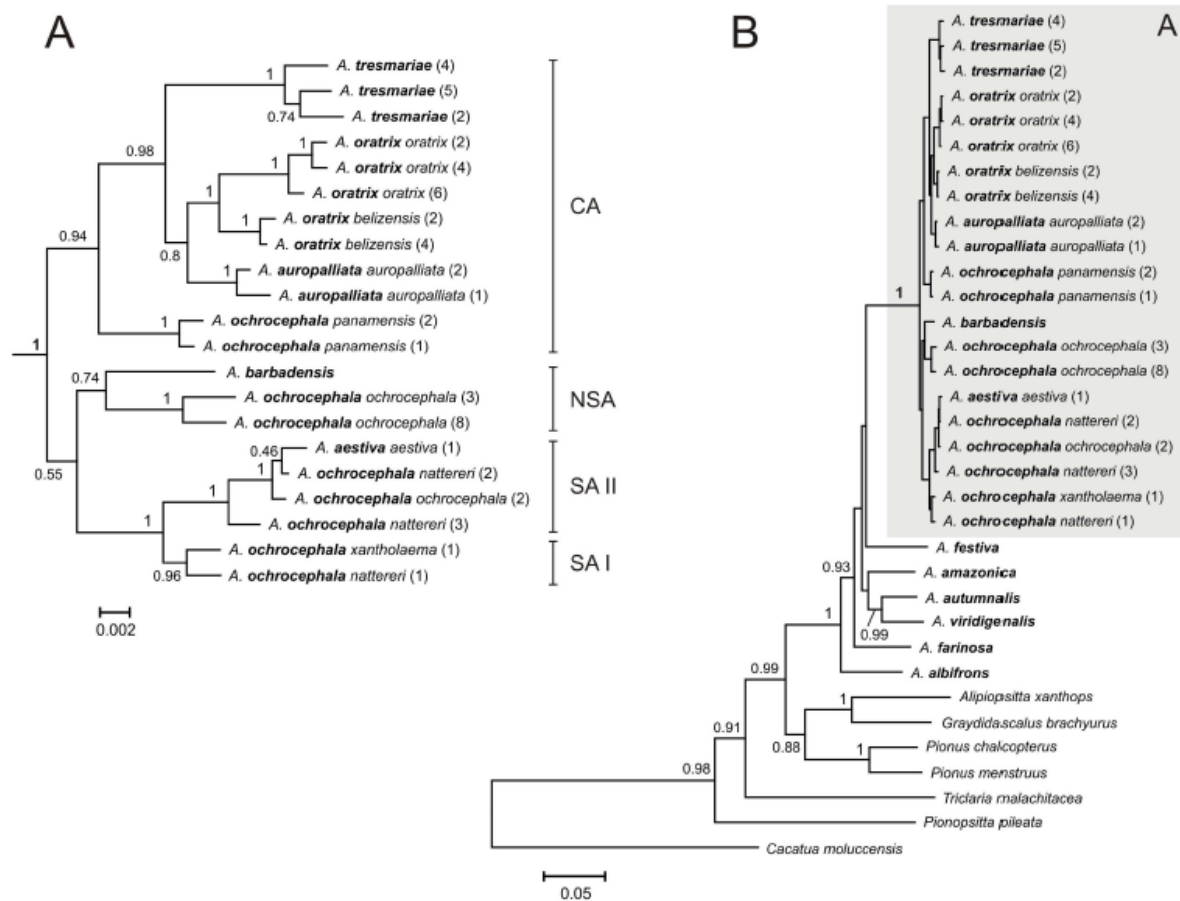 A
1
0.94
0.98
1
A. tresmariae (4)
A. tresmariae (5)
0.74
A. tresmariae (2)
1
A. oratrix oratrix (2)
1
A. oratrix oratrix (4)
1
A. oratrix oratrix (6)
A. oratrix belizensis (2)
1
A. oratrix belizensis (4)
0.8
A. auropalliata auropalliata (2)
1
A. auropalliata auropalliata (1)
A. ochrocephala panamensis (2)
1
A. ochrocephala panamensis (1)
CA
0.74
A. barbadensis
A. ochrocephala ochrocephala (3)
1
A. ochrocephala ochrocephala (8)
NSA
0.55
0.46
A. aestiva aestiva (1)
1
A. ochrocephala nattereri (2)
A. ochrocephala ochrocephala (2)
1
A. ochrocephala nattereri (3)
SA II
1
A. ochrocephala xantholaema (1)
0.96
A. ochrocephala nattereri (1)
SA I
0.002
B
A
A. tresmariae (4)
A. tresmariae (5)
A. tresmariae (2)
A. oratrix oratrix (2)
A. oratrix oratrix (4)
A. oratrix oratrix (6)
A. oratrix belizensis (2)
A. oratrix belizensis (4)
A. auropalliata auropalliata (2)
A. auropalliata auropalliata (1)
A. ochrocephala panamensis (2)
1
A. ochrocephala panamensis (1)
A. barbadensis
A. ochrocephala ochrocephala (3)
A. ochrocephala ochrocephala (8)
A. aestiva aestiva (1)
A. ochrocephala nattereri (2)
A. ochrocephala ochrocephala (2)
A. ochrocephala nattereri (3)
A. ochrocephala xantholaema (1)
A. ochrocephala nattereri (1)
A. festiva
0.93
A. amazonica
A. autumnalis
A. viridigenalis
0.99
1
A. farinosa
A. albifrons
0.99
1
Alipiopsitta xanthops
Graydidascalus brachyurus
0.88
1
Pionus chalcopterus
Pionus menstruus
0.91
Triclaria malachitacea
0.98
Pionopsitta pileata
Cacatua moluccensis
0.05